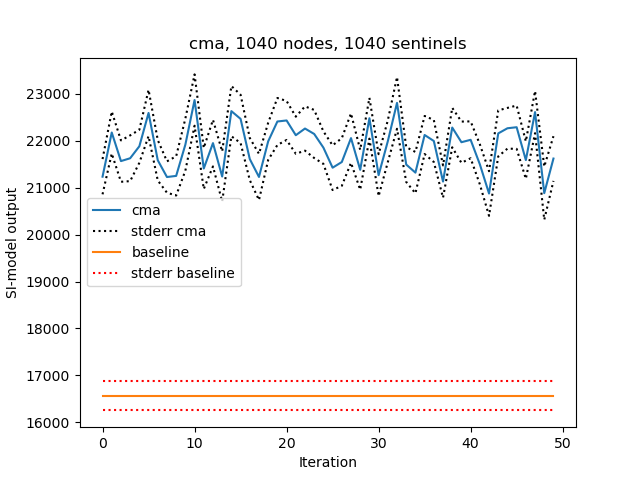 cma, 1040 nodes, 1040 sentinels
SI-model output
23000
22000
21000
20000
19000
18000
17000
16000
cma
stderr cma
baseline
stderr baseline
0 10 20 30 40 50
Iteration